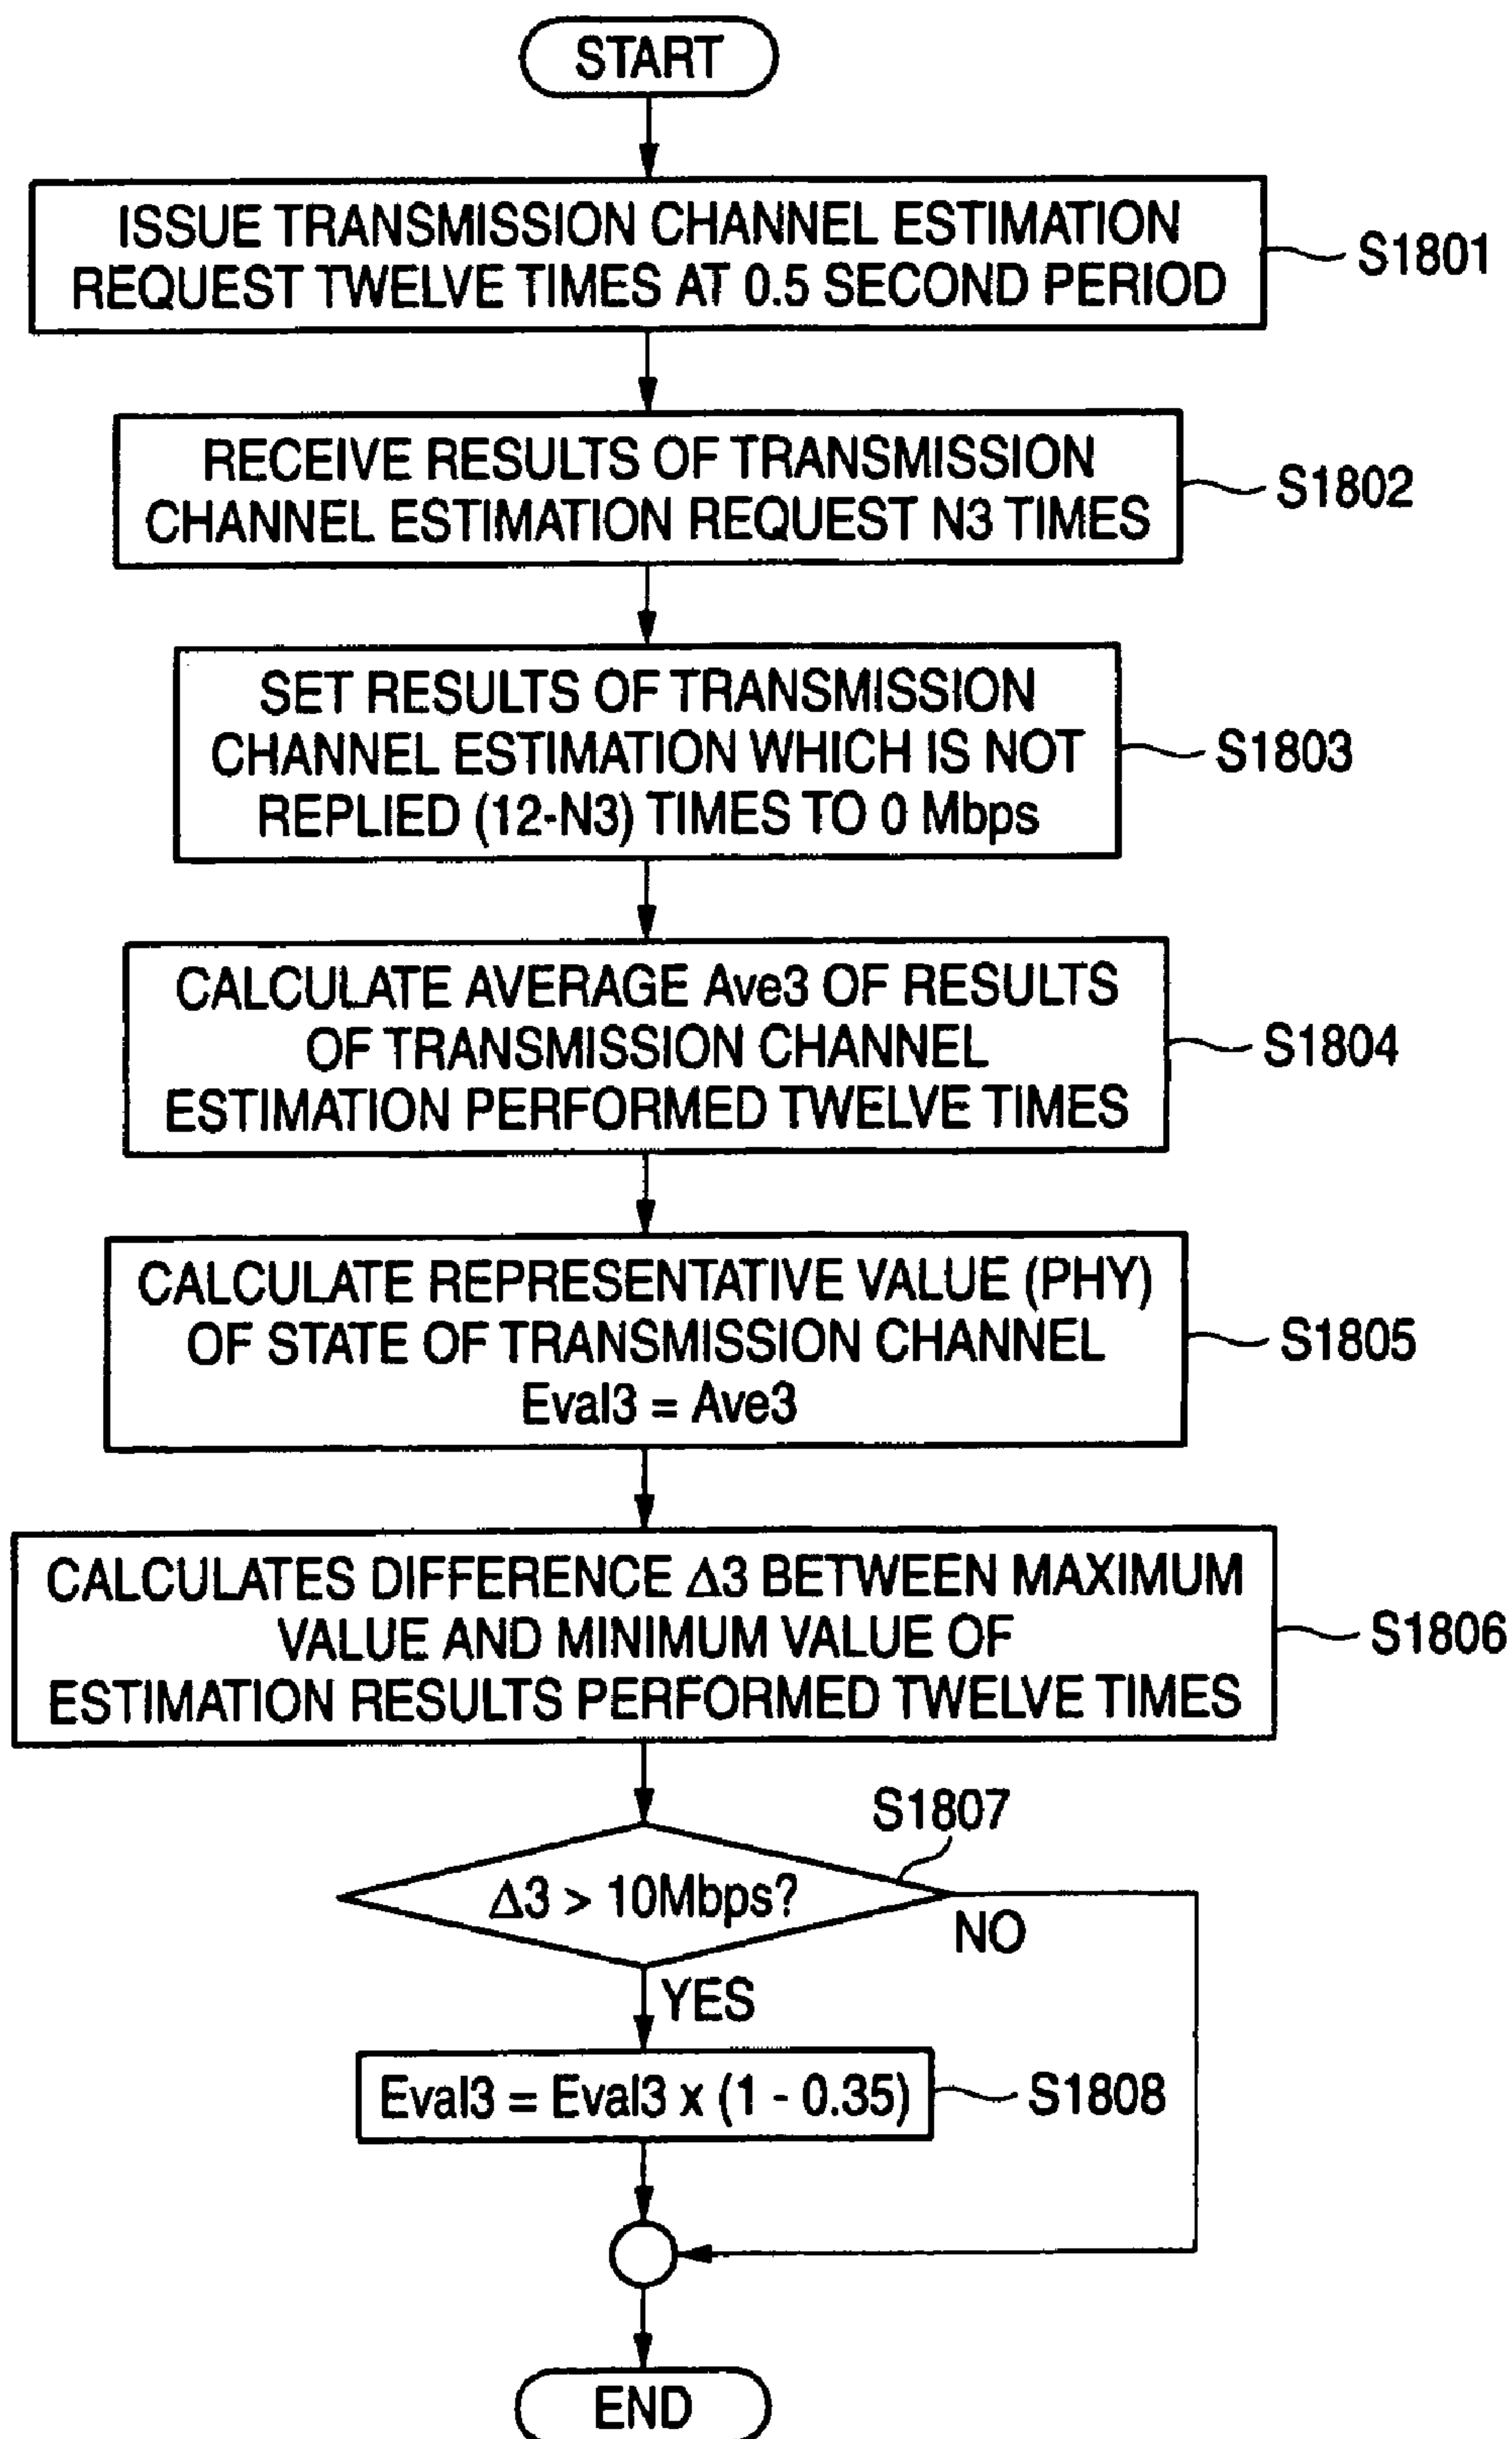 START
ISSUE TRANSMISSION CHANNEL ESTIMATION
REQUEST TWELVE TIMES AT 0.5 SECOND PERIOD
S1801
RECEIVE RESULTS OF TRANSMISSION
CHANNEL ESTIMATION REQUEST N3 TIMES
S1802
SET RESULTS OF TRANSMISSION
CHANNEL ESTIMATION WHICH IS NOT
REPLIED (12-N3) TIMES TO 0 Mbps
S1803
CALCULATE AVERAGE Ave3 OF RESULTS
OF TRANSMISSION CHANNEL
ESTIMATION PERFORMED TWELVE TIMES
S1804
CALCULATE REPRESENTATIVE VALUE (PHY)
OF STATE OF TRANSMISSION CHANNEL
Eval3 = Ave3
S1805
CALCULATES DIFFERENCE Δ3 BETWEEN MAXIMUM
VALUE AND MINIMUM VALUE OF
ESTIMATION RESULTS PERFORMED TWELVE TIMES
S1806
S1807
Δ3 > 10Mbps?
NO
YES
Eval3 = Eval3 x (1 - 0.35)
S1808
END